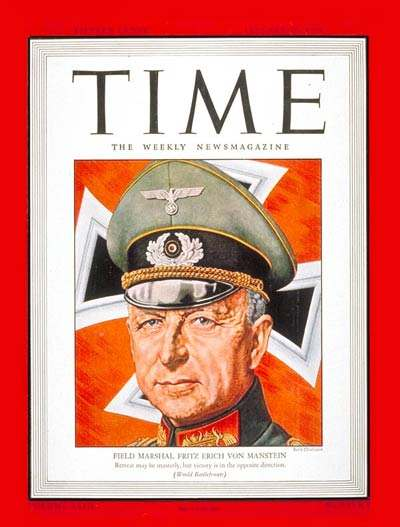 TIME
THE WEEKLY NEWSMAGAZINE
FIELD MARSHAL FRITZ ERICH VON MANSTEIN
Retreat may be masterly, but victory is in the opposite direction.
(World Battlefronts)